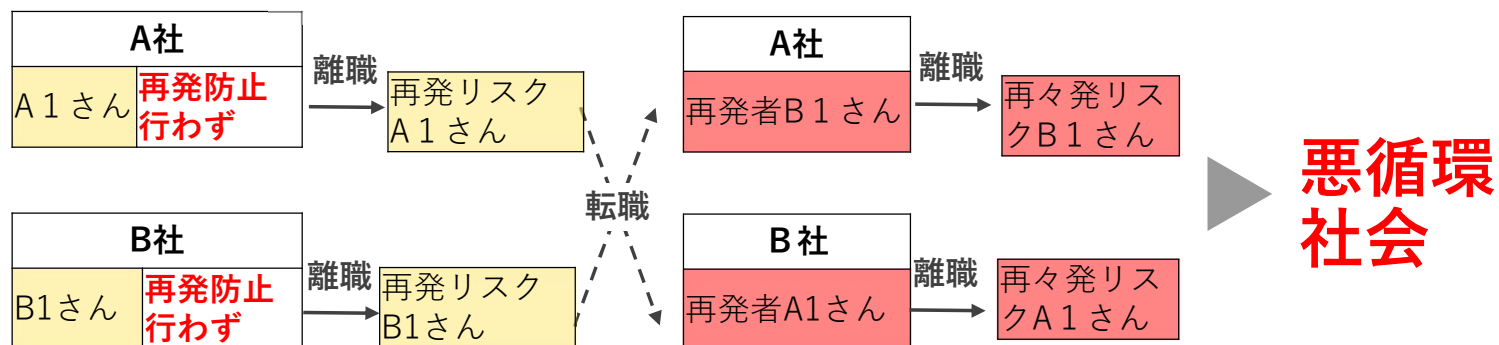 A社
A１さん
再発防止
行わず
離職
再発リスク
A１さん
A社
再発者B１さん
離職
再々発リス
クB１さん
転職
悪循環
社会
B社
B1さん
再発防止
行わず
離職
再発リスク
B1さん
B社
再発者A1さん
離職
再々発リス
クA１さん